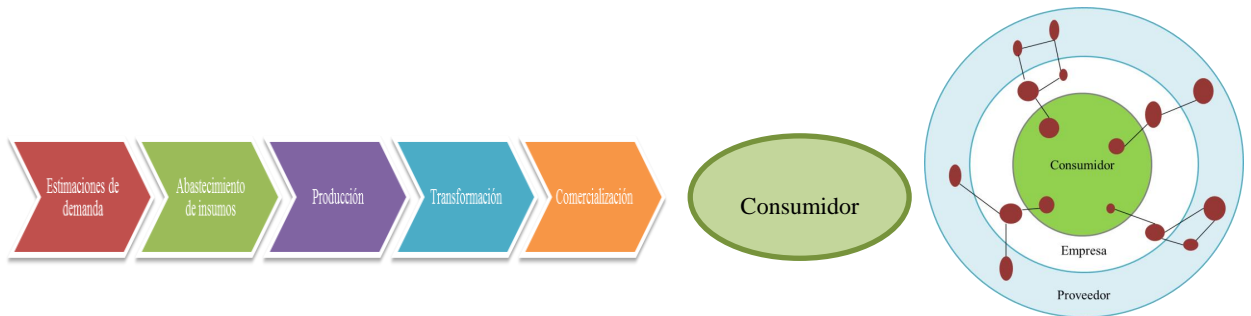 Estimaciones de
demanda
Abastecimiento
de insumos
Producción
Transformación
Comercialización
Consumidor
Consumidor
Empresa
Proveedor